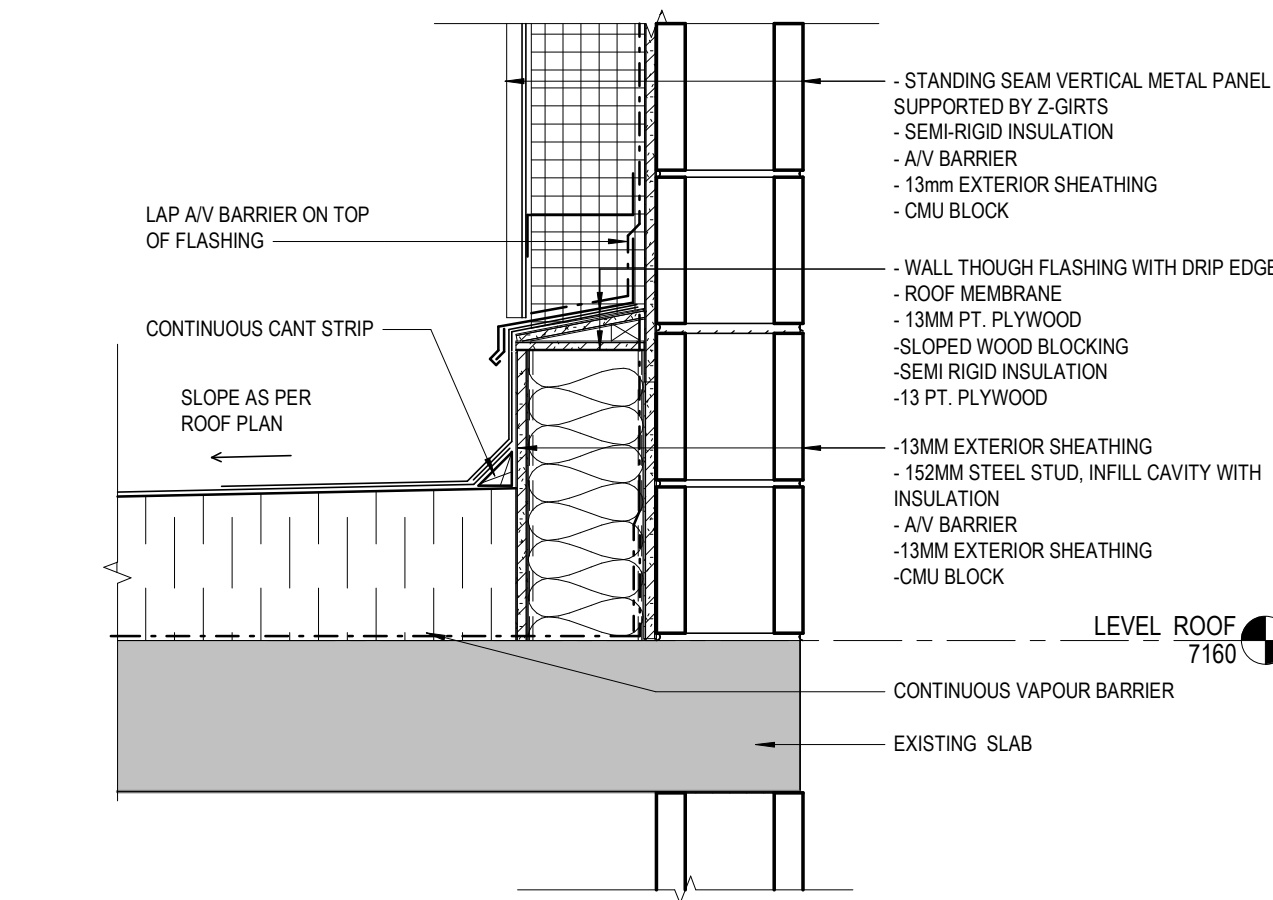 - STANDING SEAM VERTICAL METAL PANEL
SUPPORTED BY Z-GIRTS
- SEMI-RIGID INSULATION
- A/V BARRIER
- 13mm EXTERIOR SHEATHING
- CMU BLOCK
LAP A/V BARRIER ON TOP
OF FLASHING
- WALL THOUGH FLASHING WITH DRIP EDGE
- ROOF MEMBRANE
- 13MM PT. PLYWOOD
-SLOPED WOOD BLOCKING
-SEMI RIGID INSULATION
-13 PT. PLYWOOD
CONTINUOUS CANT STRIP
SLOPE AS PER
ROOF PLAN
-13MM EXTERIOR SHEATHING
- 152MM STEEL STUD, INFILL CAVITY WITH
INSULATION
- A/V BARRIER
-13MM EXTERIOR SHEATHING
-CMU BLOCK
LEVEL ROOF
7160
CONTINUOUS VAPOUR BARRIER
EXISTING SLAB